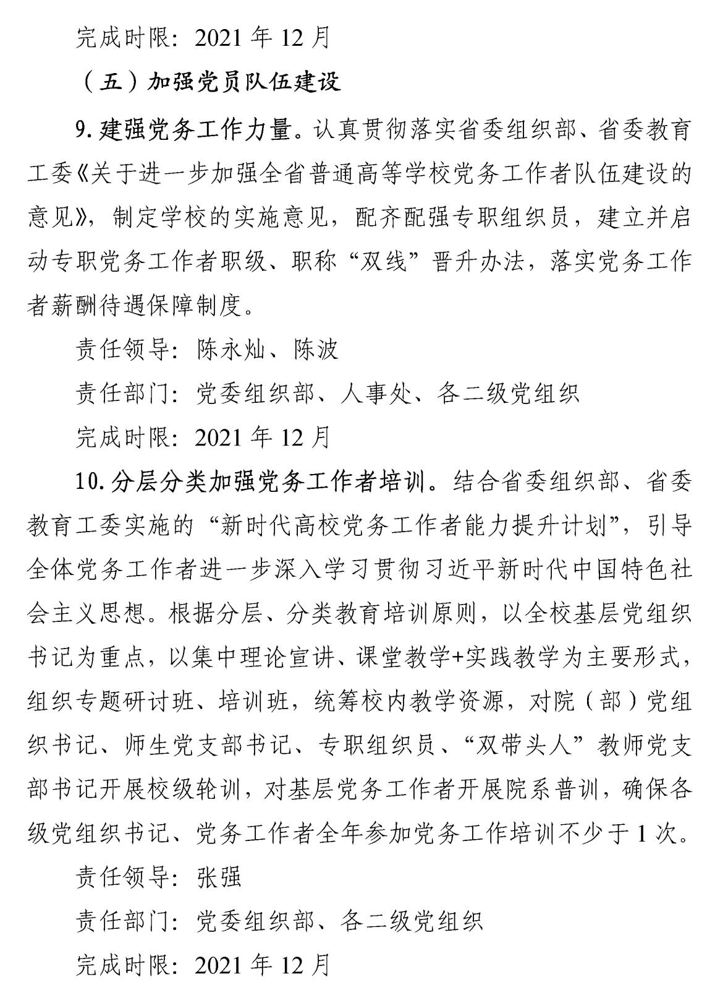 完成时限：2021 年 12 月
（五）加强党员队伍建设
9.建强党务工作力量。认真贯彻落实省委组织部、省委教育
工委《关于进一步加强全省普通高等学校党务工作者队伍建设的
意见》，制定学校的实施意见，配齐配强专职组织员，建立并启
动专职党务工作者职级、职称“双线”晋升办法，落实党务工作
者薪酬待遇保障制度。
责任领导：陈永灿、陈波
责任部门：党委组织部、人事处、各二级党组织
完成时限：2021 年 12 月
10.分层分类加强党务工作者培训。结合省委组织部、省委
教育工委实施的“新时代高校党务工作者能力提升计划”，引导
全体党务工作者进一步深入学习贯彻习近平新时代中国特色社
会主义思想。根据分层、分类教育培训原则，以全校基层党组织
书记为重点，以集中理论宣讲、课堂教学+实践教学为主要形式，
组织专题研讨班、培训班，统筹校内教学资源，对院（部）党组
织书记、师生党支部书记、专职组织员、“双带头人”教师党支
部书记开展校级轮训，对基层党务工作者开展院系普训，确保各
级党组织书记、党务工作者全年参加党务工作培训不少于 1 次。
责任领导：张强
责任部门：党委组织部、各二级党组织
完成时限：2021 年 12 月